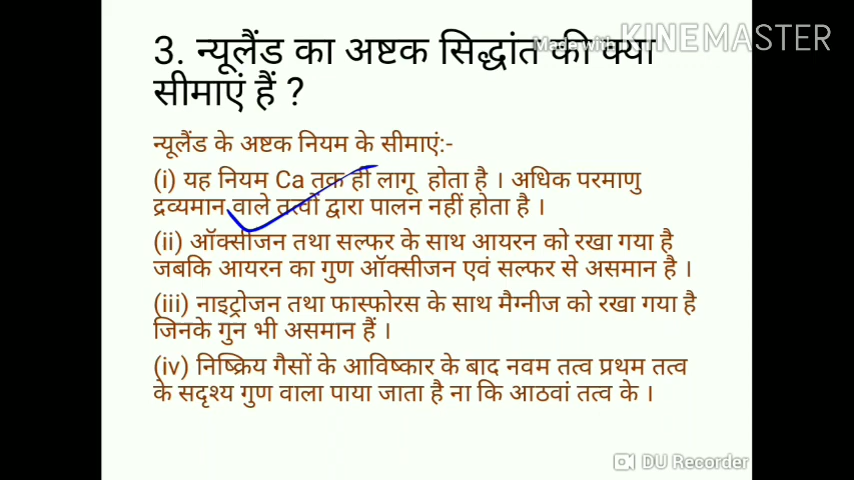 3. न्यूलैंड का अष्टक सिद्धांत की क्या
Made with KINEMASTER
सीमाएं हैं ?
न्यूलैंड के अष्टक नियम के सीमाएं:-
(i) यह नियम Ca तक ही लागू होता है । अधिक परमाणु
द्रव्यमान वाले तत्वों द्वारा पालन नहीं होता है ।
(ii) ऑक्सीजन तथा सल्फर के साथ आयरन को रखा गया है
जबकि आयरन का गुण ऑक्सीजन एवं सल्फर से असमान है ।
(iii) नाइट्रोजन तथा फास्फोरस के साथ मैग्नीज को रखा गया है
जिनके गुन भी असमान हैं ।
(iv) निष्क्रिय गैसों के आविष्कार के बाद नवम तत्व प्रथम तत्व
के सदृश्य गुण वाला पाया जाता है ना कि आठवां तत्व के ।
DU Recorder